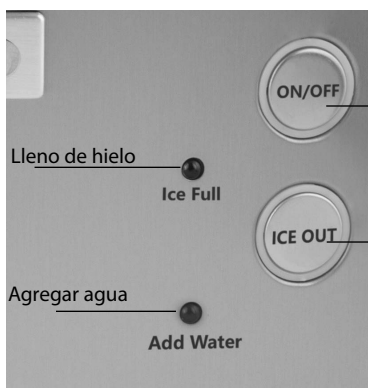 ON/OFF
Lleno de hielo
Ice Full
ICE OUT
Agregar agua
Add Water